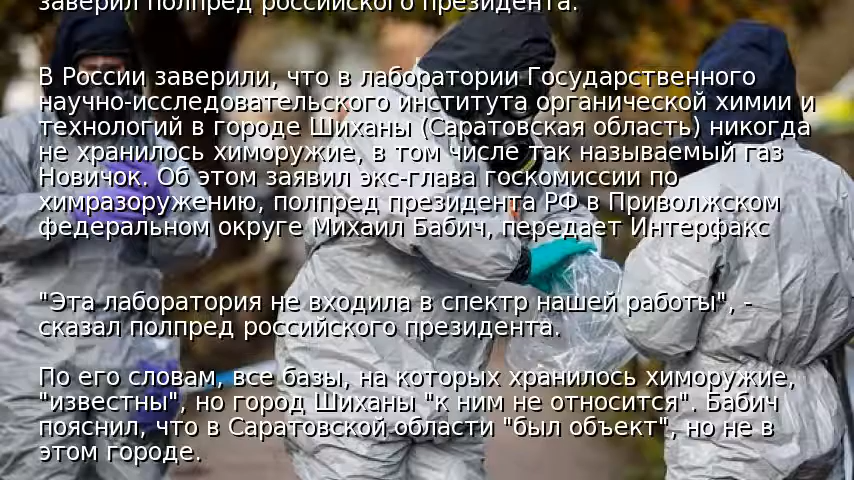 заверил полпред российского президента.
В России заверили, что в лаборатории Государственного
научно-исследовательского института органической химии и
технологий в городе Шиханы (Саратовская область) никогда
не хранилось химоружие, в том числе так называемый газ
Новичок. Об этом заявил экс-глава госкомиссии по
химразоружению, полпред президента РФ в Приволжском
федеральном округе Михаил Бабич, передает Интерфакс
"Эта лаборатория не входила в спектр нашей работы", -
сказал полпред российского президента.
По его словам, все базы, на которых хранилось химоружие,
"известны", но город Шиханы "к ним не относится". Бабич
пояснил, что в Саратовской области "был объект", но не в
этом городе.